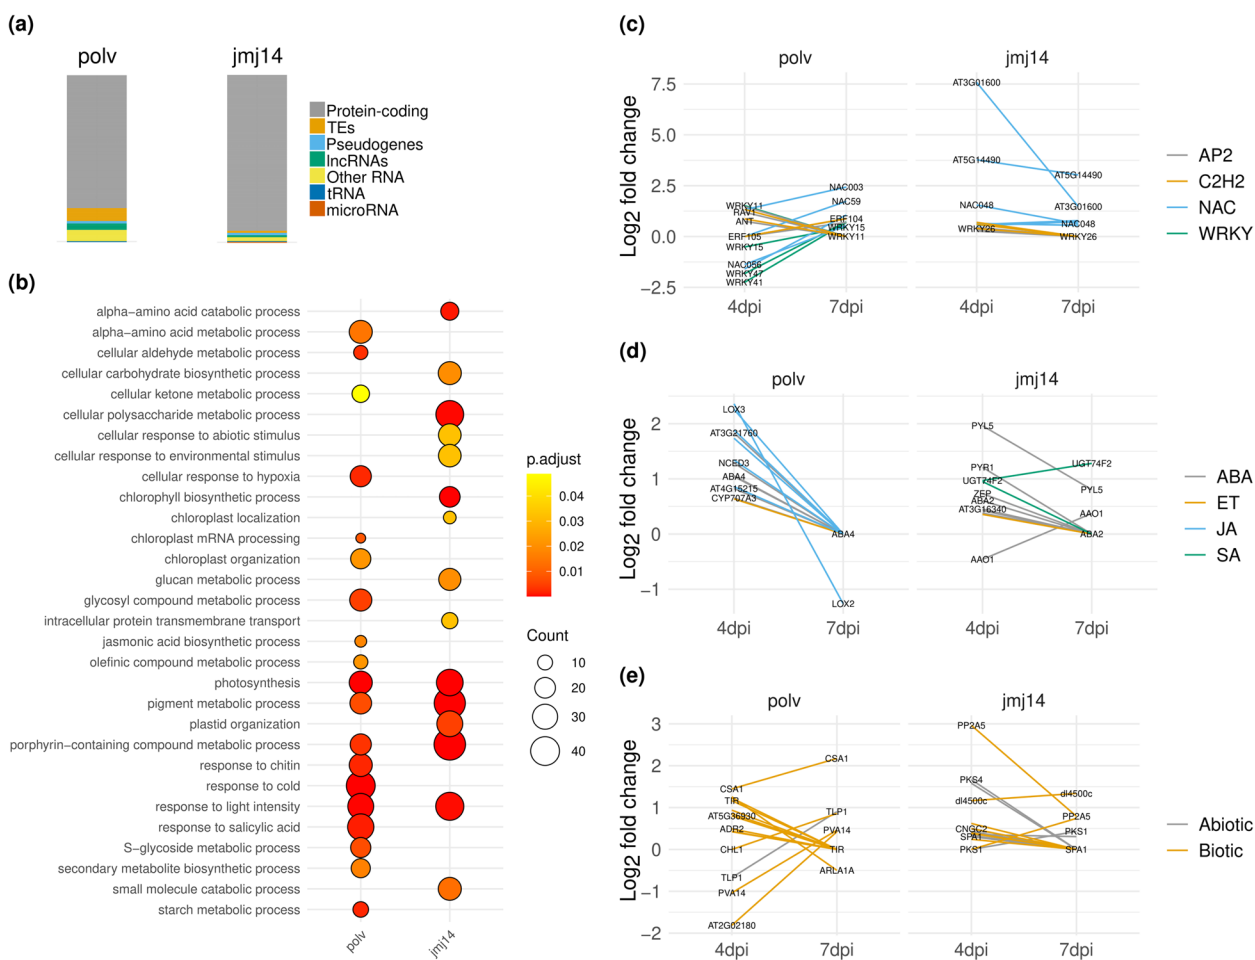 (a)
polv
jmj14
Protein-coding
TEs
Pseudogenes
lncRNAs
Other RNA
tRNA
microRNA
(b)
alpha−amino acid catabolic process
alpha−amino acid metabolic process
cellular aldehyde metabolic process
cellular carbohydrate biosynthetic process
cellular ketone metabolic process
cellular polysaccharide metabolic process
cellular response to abiotic stimulus
cellular response to environmental stimulus
cellular response to hypoxia
chlorophyll biosynthetic process
chloroplast localization
chloroplast mRNA processing
chloroplast organization
glucan metabolic process
glycosyl compound metabolic process
intracellular protein transmembrane transport
jasmonic acid biosynthetic process
olefinic compound metabolic process
photosynthesis
pigment metabolic process
plastid organization
porphyrin−containing compound metabolic process
response to chitin
response to cold
response to light intensity
response to salicylic acid
S−glycoside metabolic process
secondary metabolite biosynthetic process
small molecule catabolic process
starch metabolic process
polv
jmj14
p.adjust
0.04
0.03
0.02
0.01
Count
10
20
30
40
(c)
polv
jmj14
Log2 fold change
7.5
5.0
2.5
0.0
−2.5
WRKY11
RAV1
ANT
ERF105
WRKY15
NAC056
WRKY47
WRKY41
NAC003
NAC59
ERF104
WRKY15
WRKY11
AT3G01600
AT5G14490
NAC048
WRKY26
AT5G14490
AT3G01600
NAC048
WRKY26
4dpi
7dpi
4dpi
7dpi
AP2
C2H2
NAC
WRKY
(d)
polv
jmj14
Log2 fold change
2
1
0
−1
LOX3
AT3G21760
NCED3
ABA4
AT4G15215
CYP707A3
ABA4
LOX2
PYL5
PYR1
UGT74F2
ZEP
ABA2
AT3G16340
AAO1
UGT74F2
PYL5
AAO1
ABA2
4dpi
7dpi
4dpi
7dpi
ABA
ET
JA
SA
(e)
polv
jmj14
Log2 fold change
3
2
1
0
−1
−2
CSA1
TIR
AT5G36930
ADR2
CHL1
TLP1
PVA14
AT2G02180
CSA1
TLP1
PVA14
TIR
ARLA1A
PP2A5
PKS4
dl4500c
CNGC2
SPA1
PKS1
dl4500c
PP2A5
PKS1
SPA1
4dpi
7dpi
4dpi
7dpi
Abiotic
Biotic